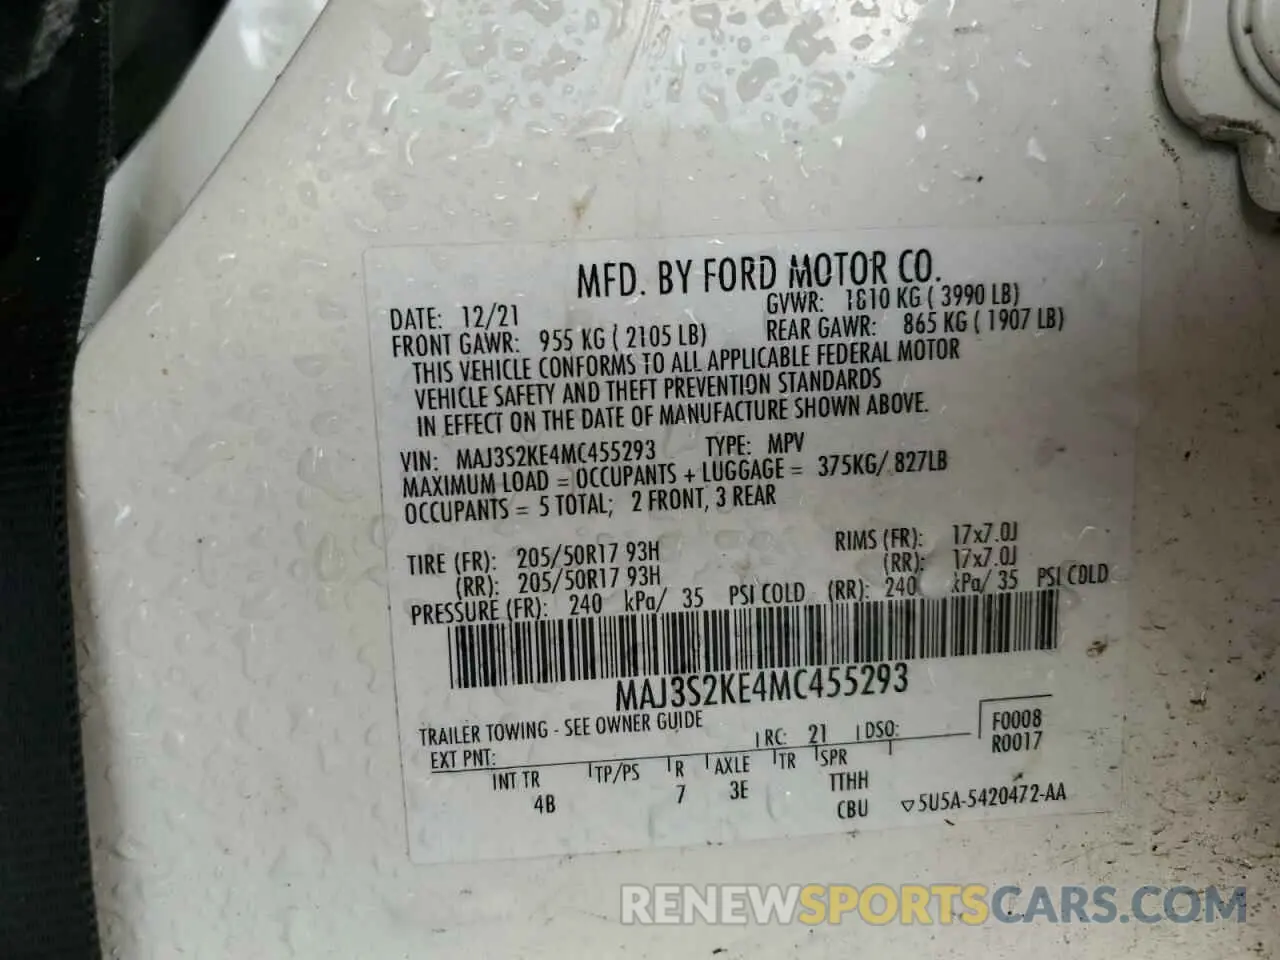 MFD. BY FORD MOTOR CO.
DATE: 12/21 GVWR: 1810 KG ( 3990 LB)
FRONT GAWR: 955 KG ( 2105 LB) REAR GAWR: 865 KG ( 1907 LB)
THIS VEHICLE CONFORMS TO ALL APPLICABLE FEDERAL MOTOR
VEHICLE SAFETY AND THEFT PREVENTION STANDARDS
IN EFFECT ON THE DATE OF MANUFACTURE SHOWN ABOVE.
VIN: MAJ3S2KE4MC455293 TYPE: MPV
MAXIMUM LOAD = OCCUPANTS + LUGGAGE = 375KG/ 827LB
OCCUPANTS = 5 TOTAL; 2 FRONT, 3 REAR
TIRE (FR): 205/50R17 93H RIMS (FR): 17x7.0J
(RR): 205/50R17 93H (RR): 17x7.0J
PRESSURE (FR): 240 kPa/ 35 PSI COLD (RR): 240 kPa/ 35 PSI COLD
MAJ3S2KE4MC455293
TRAILER TOWING - SEE OWNER GUIDE
EXT PNT: RC: 21 DSO: F0008
R0017
INT TR TP/PS R AXLE TR SPR
4B 7 3E TTHH
CBU 5U5A-5420472-AA
RENEWSPORTSCARS.COM